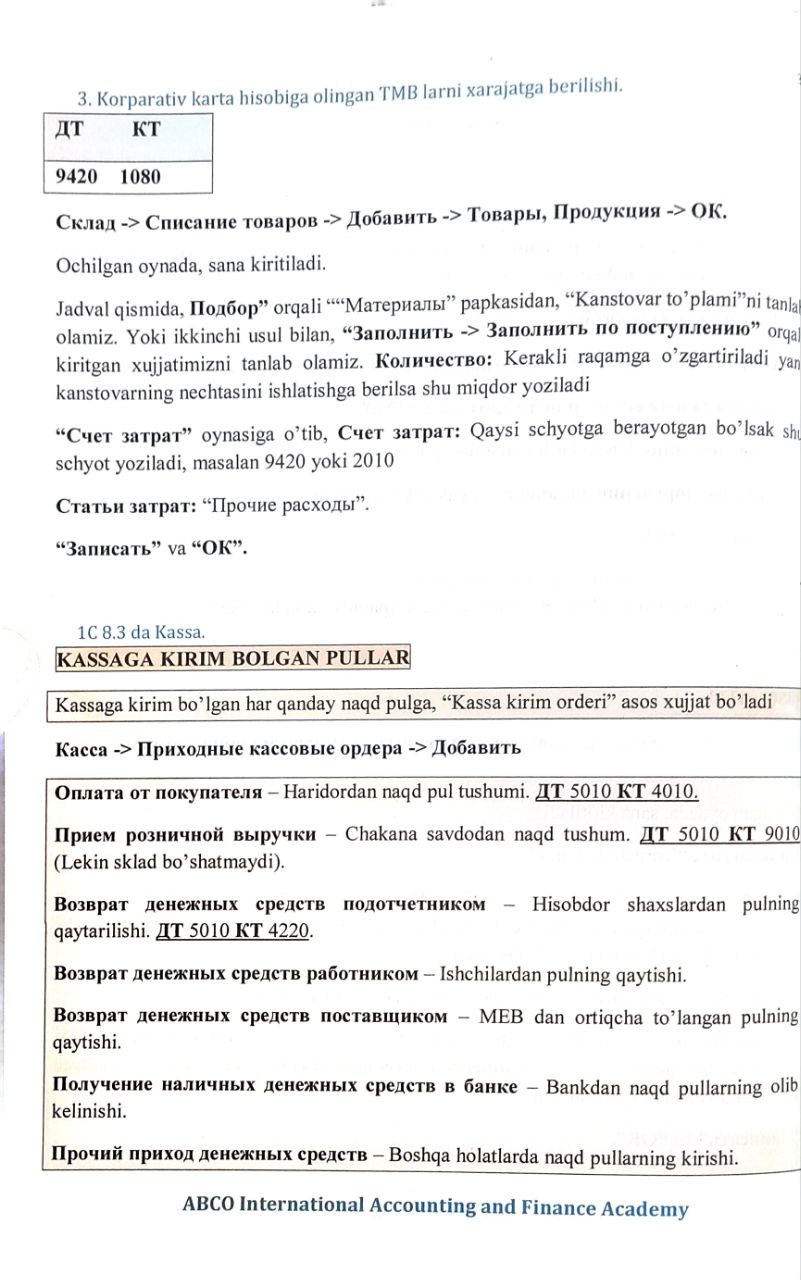 3. Korparativ karta hisobiga olingan TMB larni xarajatga berilishi.
ДТ КТ
9420 1080
Склад -> Списание товаров -> Добавить -> Товары, Продукция -> ОК.
Ochilgan oynada, sana kiritiladi.
Jadval qismida, Подбор” orqali ““Материалы” papkasidan, “Kanstovar to’plami”ni tanlab
olamiz. Yoki ikkinchi usul bilan, “Заполнить -> Заполнить по поступлению” orqal
kiritgan xujjatimizni tanlab olamiz. Количество: Kerakli raqamga o’zgartiriladi yan
kanstovarning nechtasini ishlatishga berilsa shu miqdor yoziladi
“Счет затрат” oynasiga o’tib, Счет затрат: Qaysi schyotga berayotgan bo’lsak shu
schyot yoziladi, masalan 9420 yoki 2010
Статьи затрат: “Прочие расходы”.
“Записать” va “ОК”.
1C 8.3 da Kassa.
KASSAGA KIRIM BOLGAN PULLAR
Kassaga kirim bo’lgan har qanday naqd pulga, “Kassa kirim orderi” asos xujjat bo’ladi
Касса -> Приходные кассовые ордера -> Добавить
Оплата от покупателя – Haridordan naqd pul tushumi. ДТ 5010 КТ 4010.
Прием розничной выручки – Chakana savdodan naqd tushum. ДТ 5010 КТ 9010
(Lekin sklad bo’shatmaydi).
Возврат денежных средств подотчетником – Hisobdor shaxslardan pulning
qaytarilishi. ДТ 5010 КТ 4220.
Возврат денежных средств работником – Ishchilardan pulning qaytishi.
Возврат денежных средств поставщиком – MEB dan ortiqcha to’langan pulning
qaytishi.
Получение наличных денежных средств в банке – Bankdan naqd pullarning olib
kelinishi.
Прочий приход денежных средств – Boshqa holatlarda naqd pullarning kirishi.
ABCO International Accounting and Finance Academy